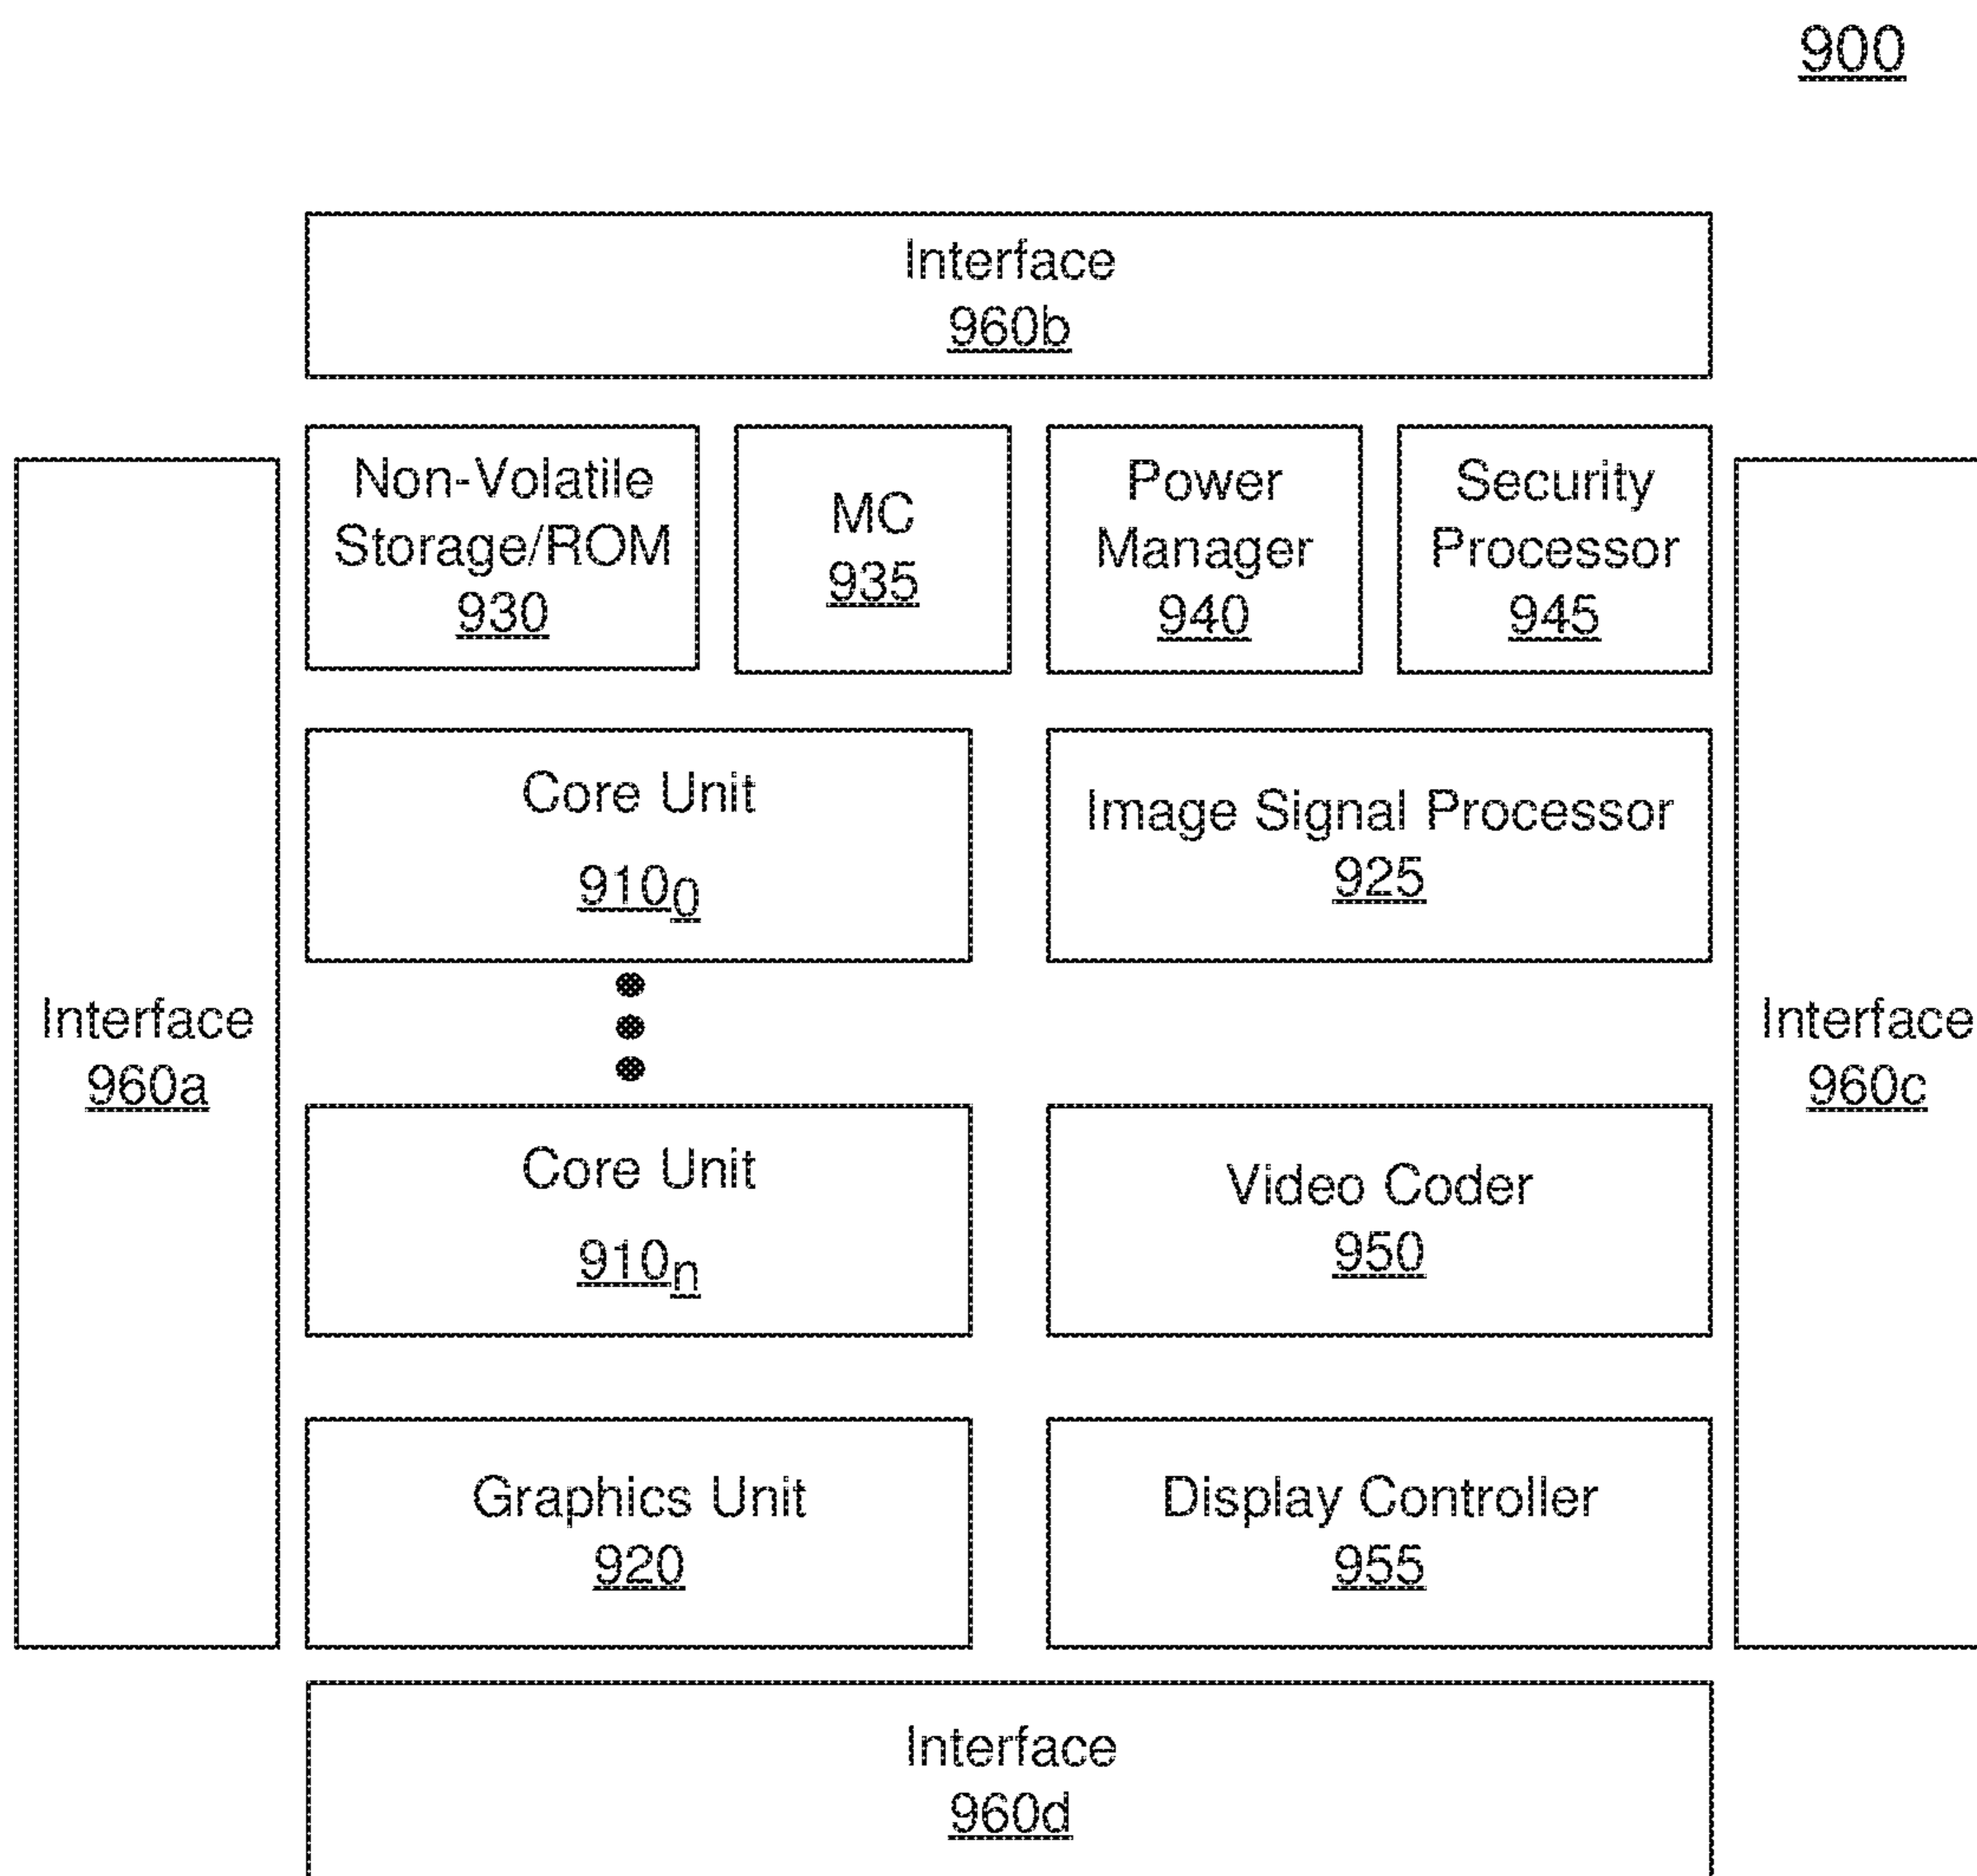 900
Interface
960b
Non-Volatile
Storage/ROM
930
MC
935
Power
Manager
940
Security
Processor
945
Interface
960a
Core Unit
910₀
Image Signal Processor
925
Interface
960c
Core Unit
910ₙ
Video Coder
950
Graphics Unit
920
Display Controller
955
Interface
960d